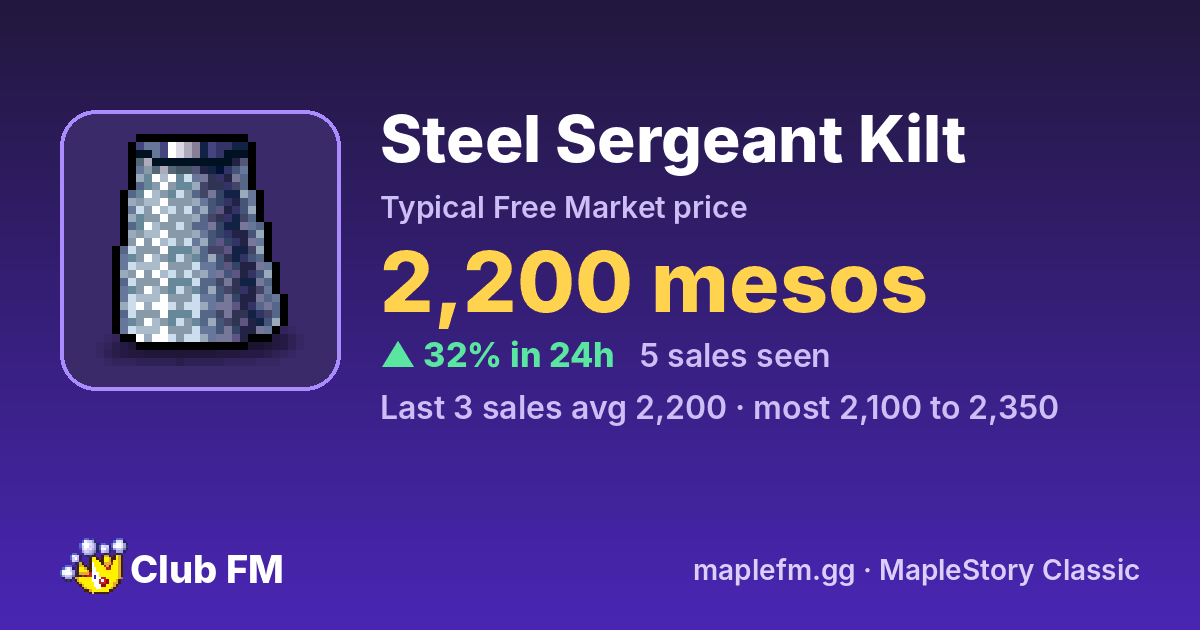 Steel Sergeant Kilt
Typical Free Market price
2,200 mesos
▲ 32% in 24h 5 sales seen
Last 3 sales avg 2,200 · most 2,100 to 2,350
Club FM
maplefm.gg · MapleStory Classic